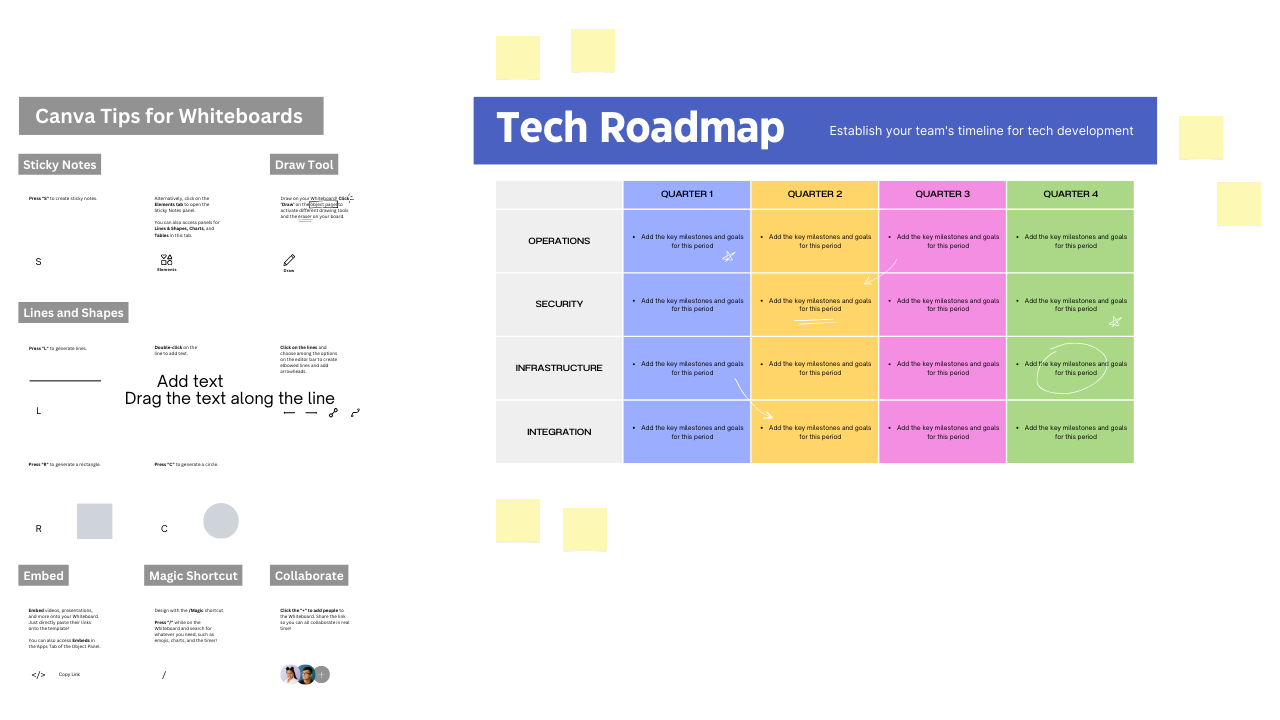 Canva Tips for Whiteboards
Sticky Notes
Press "S" to create sticky notes.
S
Alternatively, click on the
Elements tab to open the
Sticky Notes panel.
You can also access panels for
Lines & Shapes, Charts, and
Tables in this tab.
Elements
Draw Tool
Draw on your Whiteboard! Click
"Draw" on the object panel to
activate different drawing tools
and the eraser on your board.
Draw
Lines and Shapes
Press "L" to generate lines.
L
Double-click on the
line to add text.
Add text
Drag the text along the line
Click on the lines and
choose among the options
on the editor bar to create
elbowed lines and add
arrowheads.
Press "R" to generate a rectangle.
R
Press "C" to generate a circle.
C
Embed
Embed videos, presentations,
and more onto your Whiteboard.
Just directly paste their links
onto the template!
You can also access Embeds in
the Apps Tab of the Object Panel.
</> Copy Link
Magic Shortcut
Design with the /Magic shortcut.
Press "/" while on the
Whiteboard and search for
whatever you need, such as
emojis, charts, and the timer!
/
Collaborate
Click the "+" to add people to
the Whiteboard. Share the link
so you can all collaborate in real
time!
+
Tech Roadmap
Establish your team's timeline for tech development
QUARTER 1 QUARTER 2 QUARTER 3 QUARTER 4
OPERATIONS
• Add the key milestones and goals
for this period
• Add the key milestones and goals
for this period
• Add the key milestones and goals
for this period
• Add the key milestones and goals
for this period
SECURITY
• Add the key milestones and goals
for this period
• Add the key milestones and goals
for this period
• Add the key milestones and goals
for this period
• Add the key milestones and goals
for this period
INFRASTRUCTURE
• Add the key milestones and goals
for this period
• Add the key milestones and goals
for this period
• Add the key milestones and goals
for this period
• Add the key milestones and goals
for this period
INTEGRATION
• Add the key milestones and goals
for this period
• Add the key milestones and goals
for this period
• Add the key milestones and goals
for this period
• Add the key milestones and goals
for this period